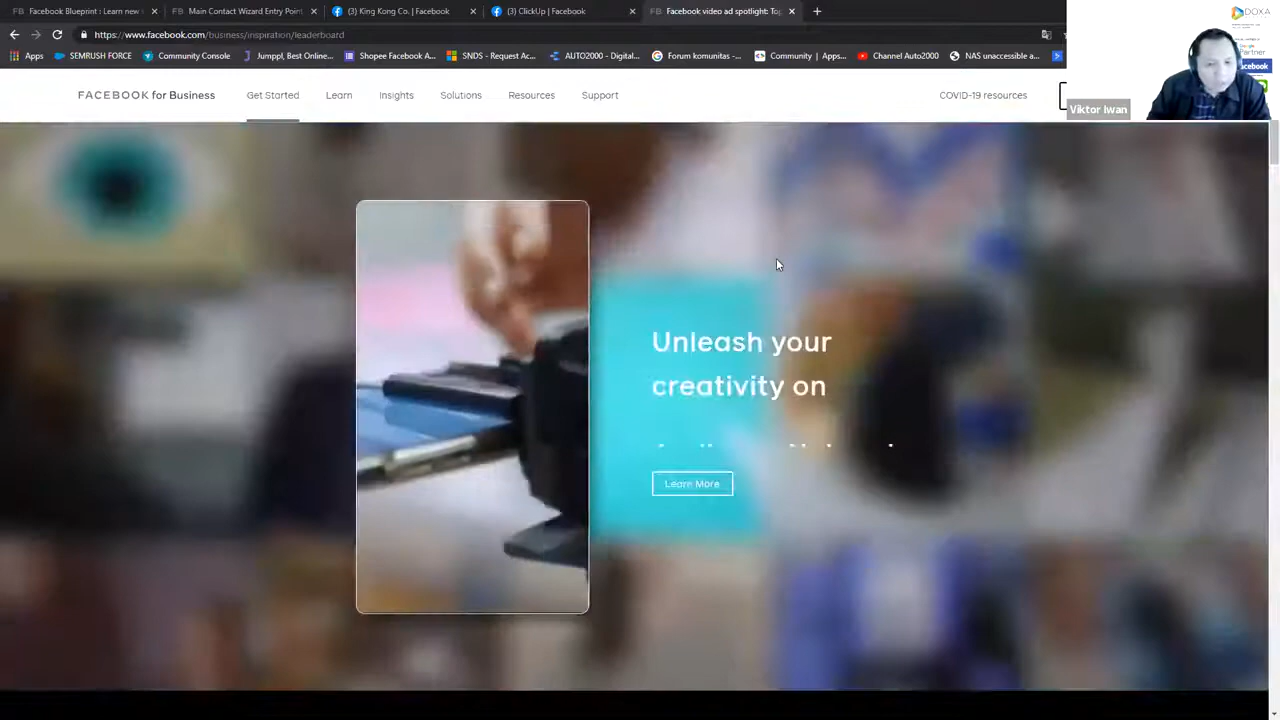 Facebook Blueprint : Learn new s
Main Contact Wizard Entry Point
(3) King Kong Co. | Facebook
(3) ClickUp | Facebook
Facebook video ad spotlight: Top
https://www.facebook.com/business/inspiration/leaderboard
Apps
SEMRUSH FORCE
Community Console
Jumppl, Best Online...
Shopee Facebook A...
SNDS - Request Ac...
AUTO2000 - Digital...
Forum komunitas -...
Community | Apps...
Channel Auto2000
NAS unaccessible a...
DOXA
Partner
Viktor Iwan
FACEBOOK for Business
Get Started
Learn
Insights
Solutions
Resources
Support
COVID-19 resources
Unleash your
creativity on
Learn More